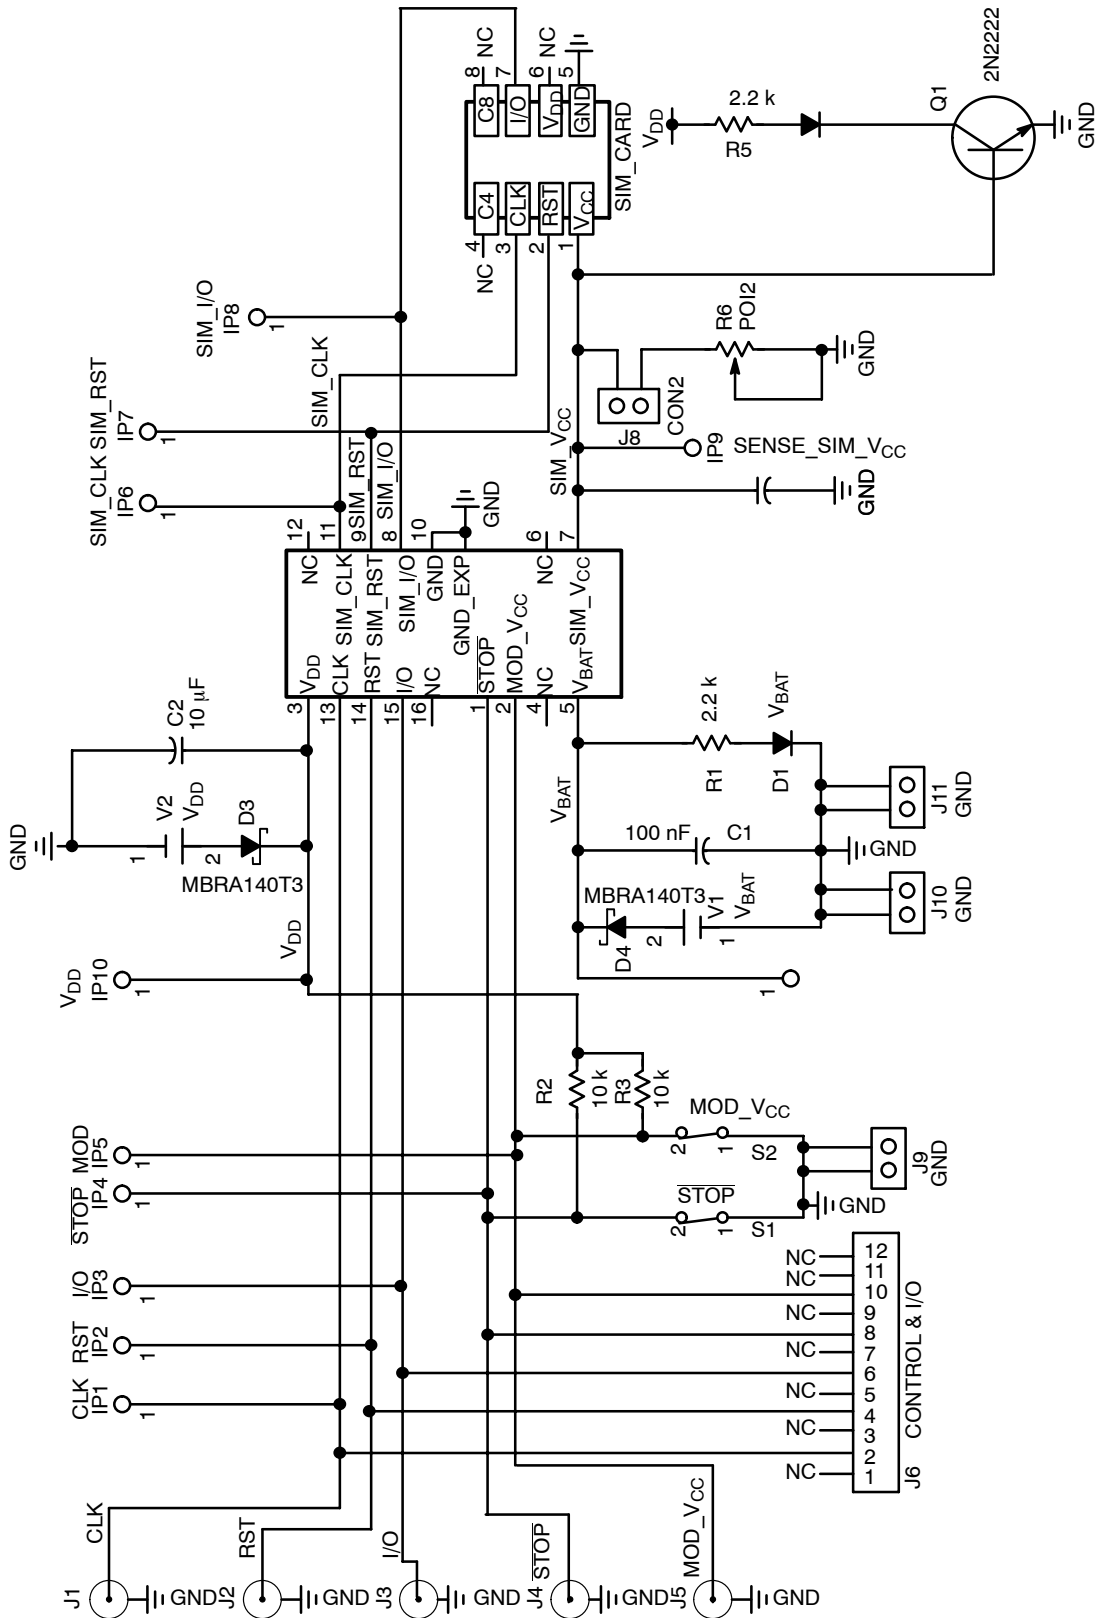 2N2222
Q1
GND
2.2 k
R5
VDD
8 NC
7
6 NC
5
C8
I/O
VDD
GND
SIM_CARD
C4
CLK
RST
VCC
4
NC
3
2
1
SIM_I/O
IP8
1
SIM_CLK
SIM_RST
IP7
1
SIM_CLK
IP6
1
SIM_RST
SIM_I/O
SIM_VCC
R6
POI2
GND
CON2
J8
IP9
SENSE_SIM_VCC
GND
GND
12
11
9
8
10
6
7
NC
SIM_CLK
SIM_RST
SIM_I/O
GND
GND_EXP
NC
SIM_VCC
VDD
CLK
RST
I/O
NC
STOP
MOD_VCC
NC
VBAT
3
13
14
15
16
1
2
4
5
C2
10 µF
V2
VDD
1
2
D3
MBRA140T3
GND
VDD
VDD
IP10
1
VBAT
2.2 k
R1
VBAT
D1
100 nF
C1
GND
J11
GND
J10
GND
MBRA140T3
D4
2
V1
1
VBAT
1
R2
10 k
R3
10 k
MOD_VCC
2
1
S2
STOP
2
1
S1
J9
GND
GND
MOD
IP5
1
STOP
IP4
1
I/O
IP3
1
RST
IP2
1
CLK
IP1
1
NC
NC
NC
NC
NC
NC
NC
12
11
10
9
8
7
6
5
4
3
2
1
CONTROL & I/O
J6
J1
CLK
GND
J2
RST
GND
J3
I/O
GND
J4
STOP
GND
J5
MOD_VCC
GND